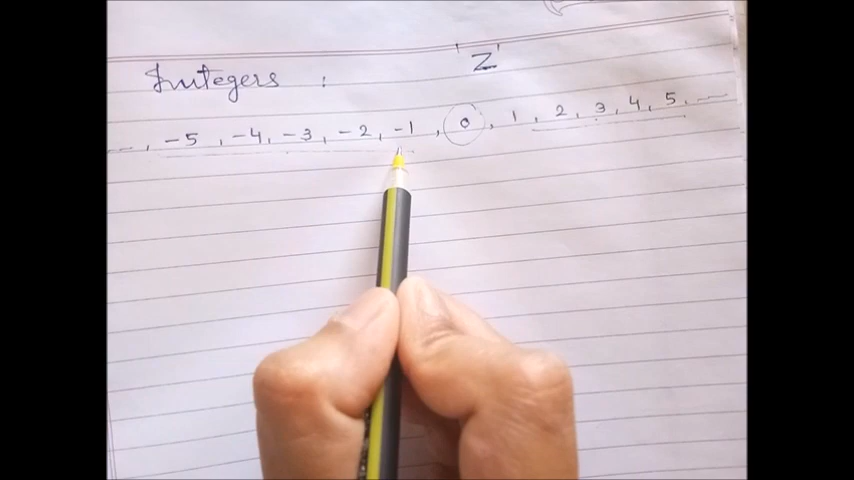 Integers : 'Z'
..., -5, -4, -3, -2, -1, 0, 1, 2, 3, 4, 5, ...